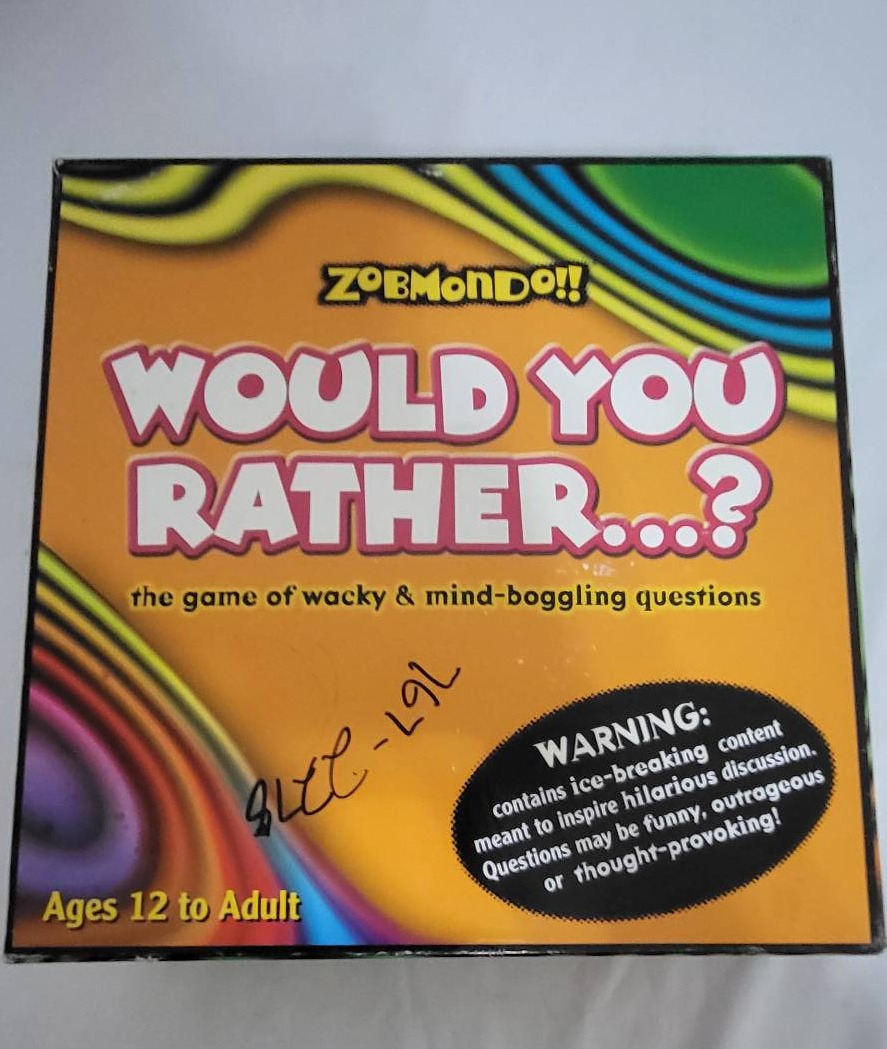 ZOBMONDO!!
WOULD YOU
RATHER...?
the game of wacky & mind-boggling questions
WARNING:
contains ice-breaking content
meant to inspire hilarious discussion.
Questions may be funny, outrageous
or thought-provoking!
Ages 12 to Adult